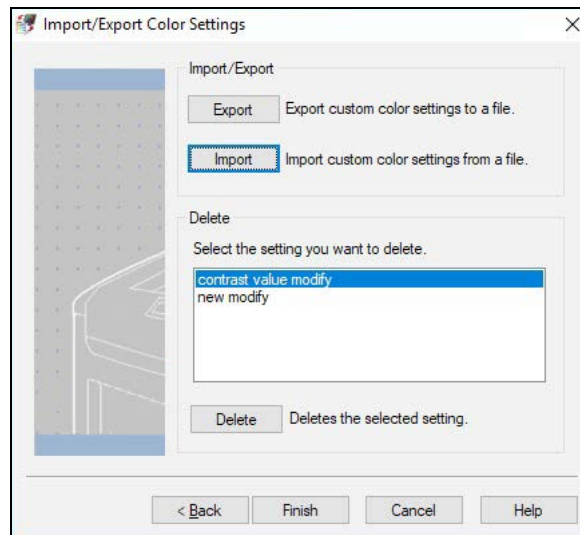 Import/Export Color Settings
Import/Export
Export Export custom color settings to a file.
Import Import custom color settings from a file.
Delete
Select the setting you want to delete.
contrast value modify
new modify
Delete Deletes the selected setting.
< Back Finish Cancel Help